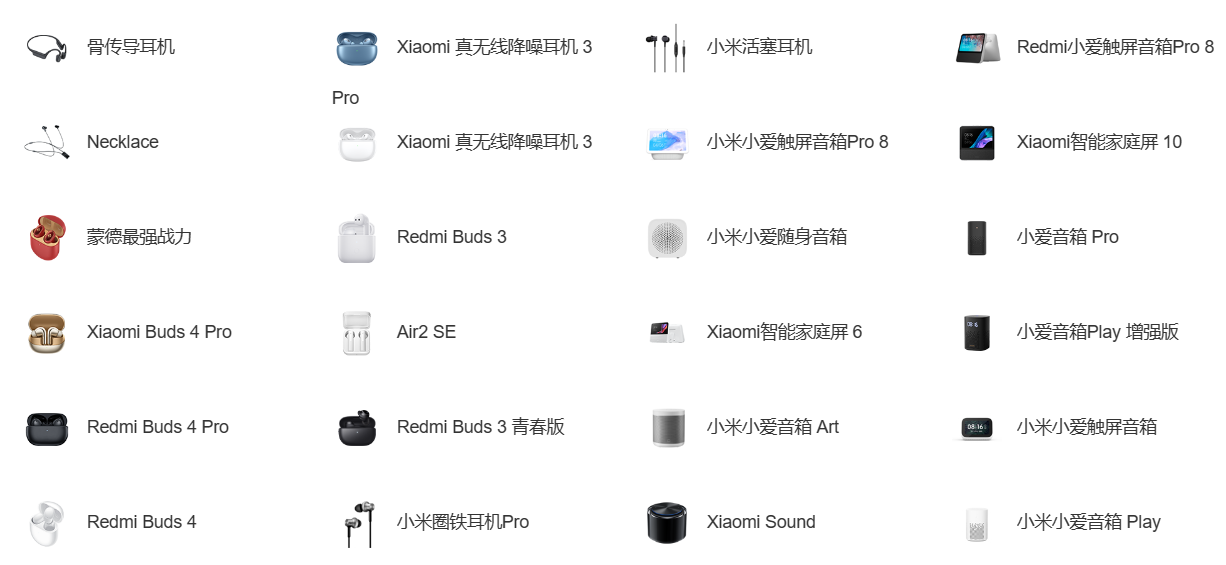 骨传导耳机
Xiaomi 真无线降噪耳机 3
Pro
小米活塞耳机
Redmi小爱触屏音箱Pro 8
Necklace
Xiaomi 真无线降噪耳机 3
小米小爱触屏音箱Pro 8
Xiaomi智能家庭屏 10
蒙德最强战力
Redmi Buds 3
小米小爱随身音箱
小爱音箱 Pro
Xiaomi Buds 4 Pro
Air2 SE
Xiaomi智能家庭屏 6
小爱音箱Play 增强版
Redmi Buds 4 Pro
Redmi Buds 3 青春版
小米小爱音箱 Art
小米小爱触屏音箱
08:16
Redmi Buds 4
小米圈铁耳机Pro
Xiaomi Sound
小米小爱音箱 Play